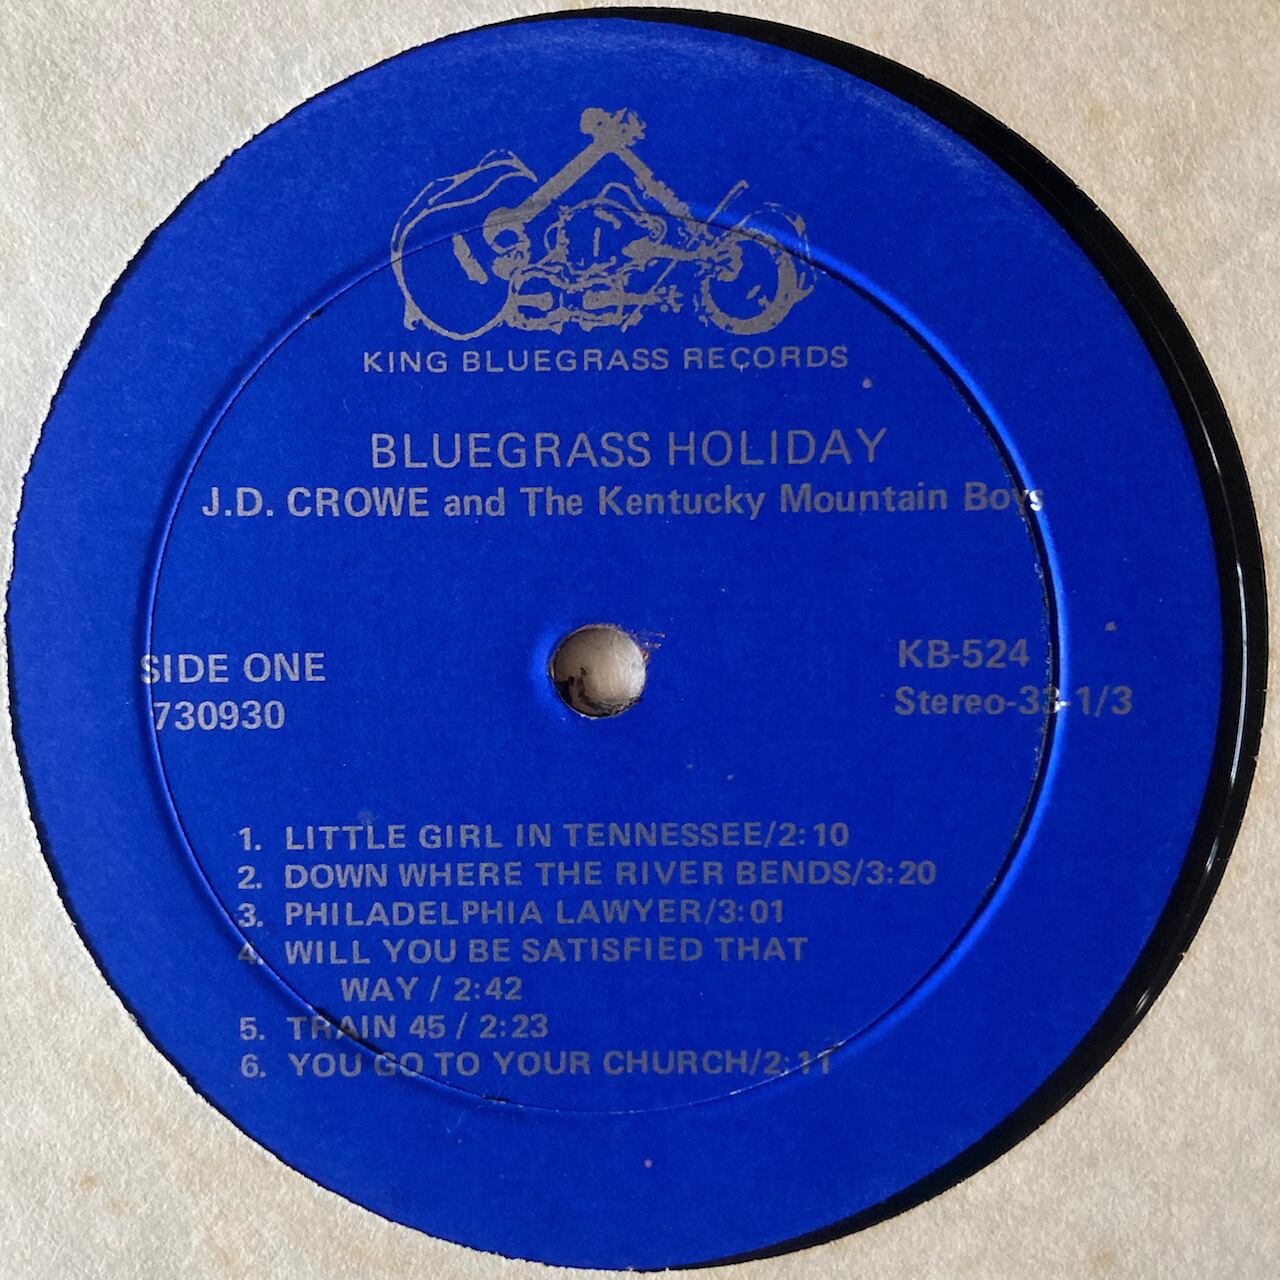 KING BLUEGRASS RECORDS
BLUEGRASS HOLIDAY
J.D. CROWE and The Kentucky Mountain Boys
SIDE ONE
730930
KB-524
Stereo-33-1/3
1. LITTLE GIRL IN TENNESSEE/2:10
2. DOWN WHERE THE RIVER BENDS/3:20
3. PHILADELPHIA LAWYER/3:01
4. WILL YOU BE SATISFIED THAT
WAY / 2:42
5. TRAIN 45 / 2:23
6. YOU GO TO YOUR CHURCH/2:11